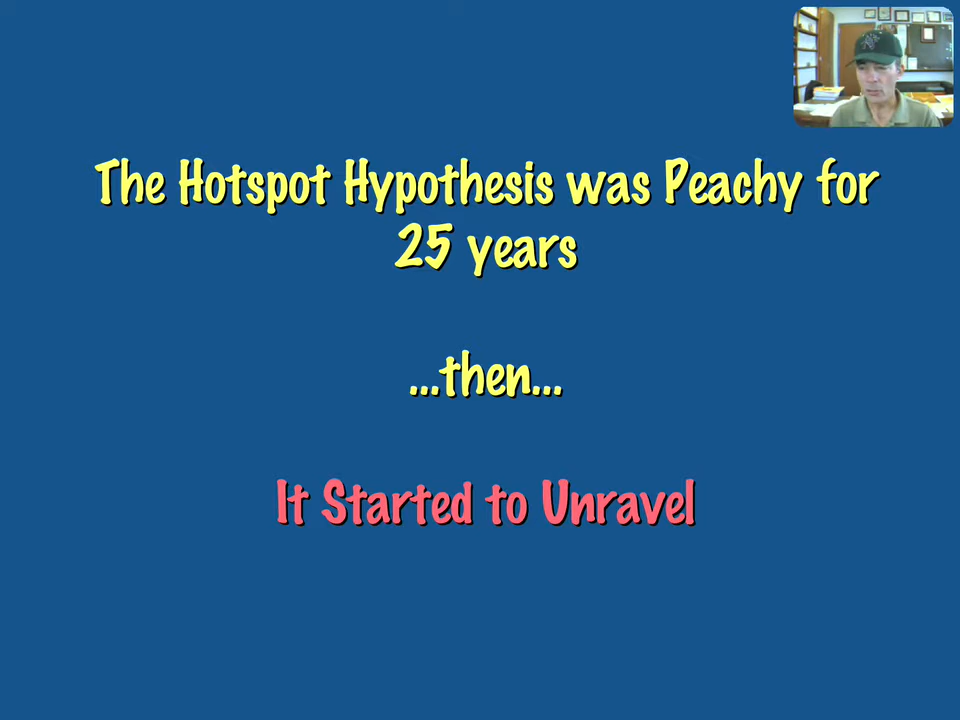 The Hotspot Hypothesis was Peachy for
25 years
...then...
It Started to Unravel